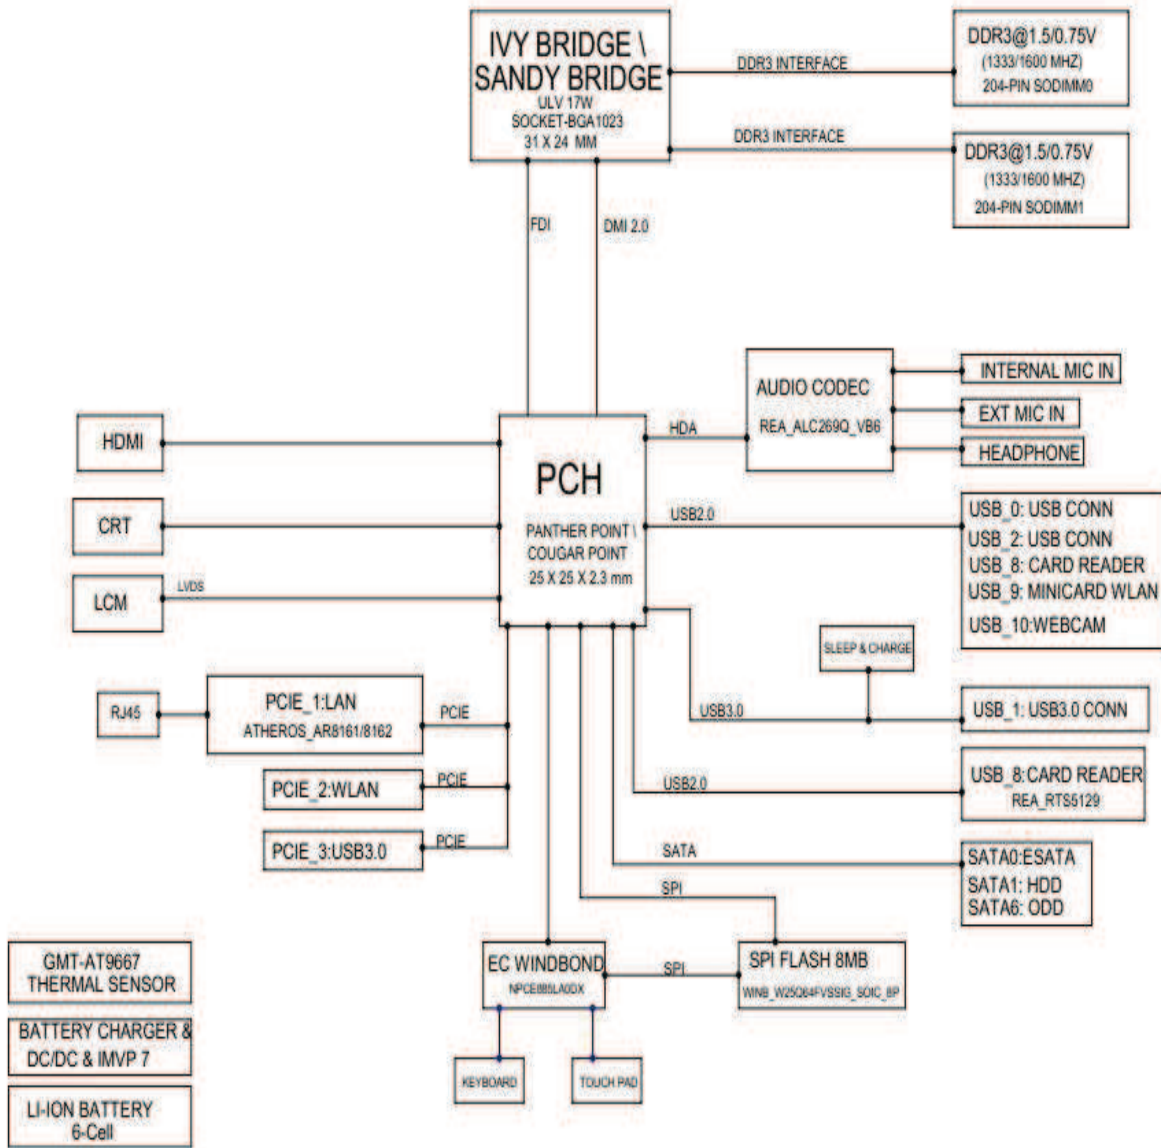 IVY BRIDGE \
SANDY BRIDGE
ULV 17W
SOCKET-BGA1023
31 X 24 MM
DDR3 INTERFACE
DDR3@1.5/0.75V
(1333/1600 MHZ)
204-PIN SODIMM0
DDR3 INTERFACE
DDR3@1.5/0.75V
(1333/1600 MHZ)
204-PIN SODIMM1
FDI
DMI 2.0
AUDIO CODEC
REA_ALC269Q_VB6
INTERNAL MIC IN
EXT MIC IN
HEADPHONE
HDMI
HDA
PCH
PANTHER POINT \
COUGAR POINT
25 X 25 X 2.3 mm
CRT
USB2.0
USB_0: USB CONN
USB_2: USB CONN
USB_8: CARD READER
USB_9: MINICARD WLAN
USB_10:WEBCAM
LCM
LVDS
SLEEP & CHARGE
RJ45
PCIE_1:LAN
ATHEROS_AR8161/8162
PCIE
USB3.0
USB_1: USB3.0 CONN
PCIE_2:WLAN
PCIE
USB2.0
USB_8:CARD READER
REA_RTS5129
PCIE_3:USB3.0
PCIE
SATA
SATA0:ESATA
SATA1: HDD
SATA6: ODD
SPI
EC WINDBOND
NPCE885LA0DX
SPI
SPI FLASH 8MB
WINB_W25Q64FVSSIG_SOIC_8P
KEYBOARD
TOUCH PAD
GMT-AT9667
THERMAL SENSOR
BATTERY CHARGER &
DC/DC & IMVP 7
LI-ION BATTERY
6-Cell